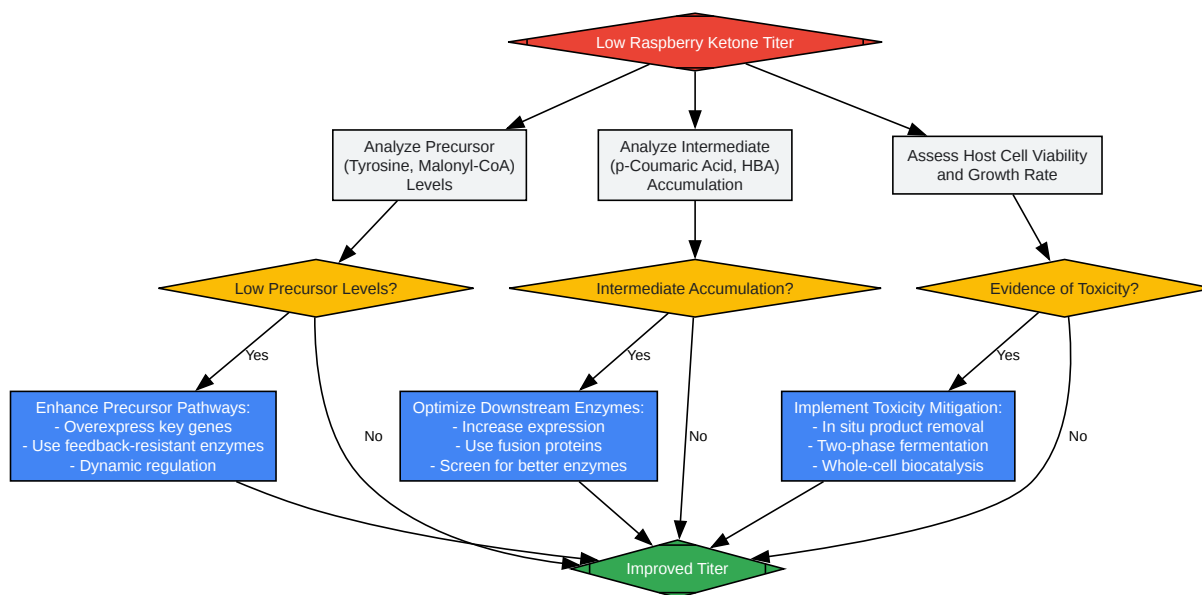 Low Raspberry Ketone Titer
Analyze Precursor
(Tyrosine, Malonyl-CoA)
Levels
Analyze Intermediate
(p-Coumaric Acid, HBA)
Accumulation
Assess Host Cell Viability
and Growth Rate
Low Precursor Levels?
Intermediate Accumulation?
Evidence of Toxicity?
Yes
Yes
Yes
Enhance Precursor Pathways:
- Overexpress key genes
- Use feedback-resistant enzymes
- Dynamic regulation
No
Optimize Downstream Enzymes:
- Increase expression
- Use fusion proteins
- Screen for better enzymes
No
Implement Toxicity Mitigation:
- In situ product removal
- Two-phase fermentation
- Whole-cell biocatalysis
No
Improved Titer